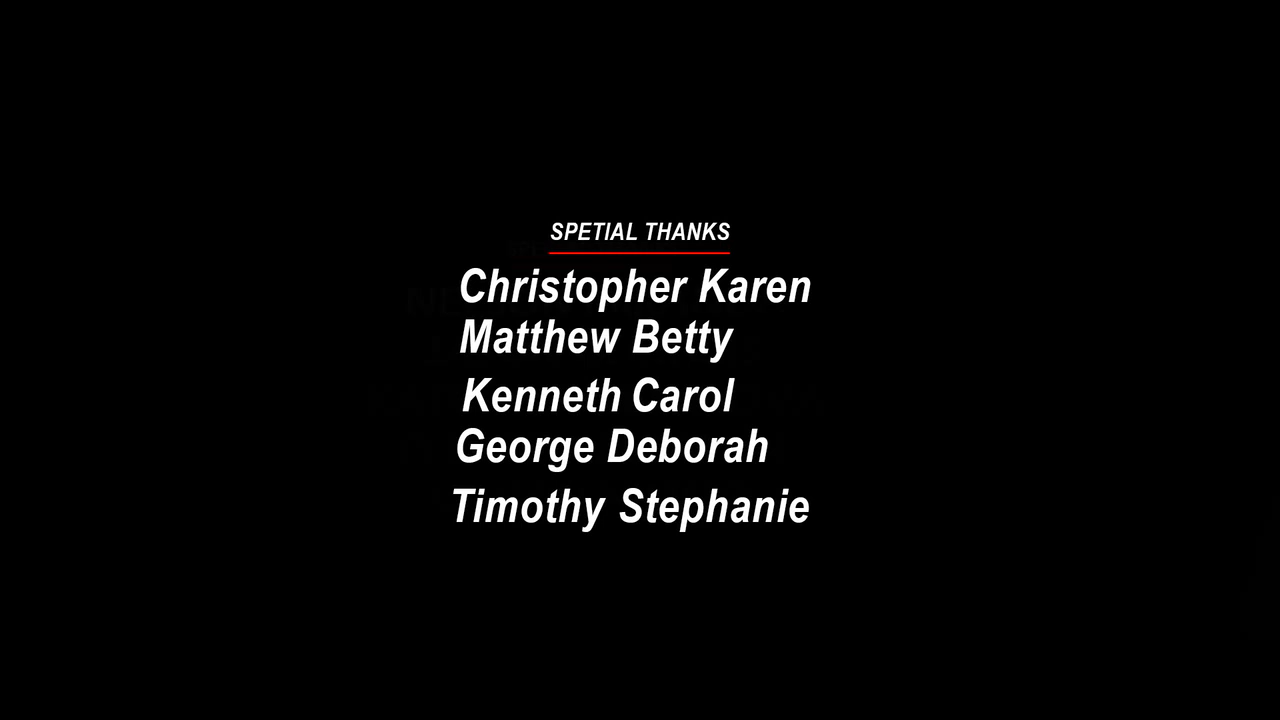 SPETIAL THANKS
Christopher Karen
Matthew Betty
Kenneth Carol
George Deborah
Timothy Stephanie